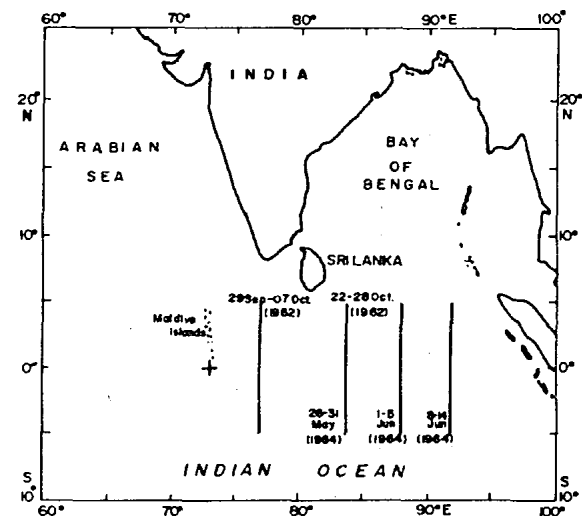 60° 70° 80° 90°E 100°
INDIA
20°
N
20°
N
ARABIAN
SEA
BAY
OF
BENGAL
10°
10°
SRI LANKA
29Sep-07Oct.
(1962)
22-28Oct.
(1962)
Maldive
Islands
0°
0°
26-31
May
(1964)
1-5
Jun
(1964)
8-14
Jun
(1964)
INDIAN OCEAN
S
10°
S
10°
60° 70° 80° 90°E 100°